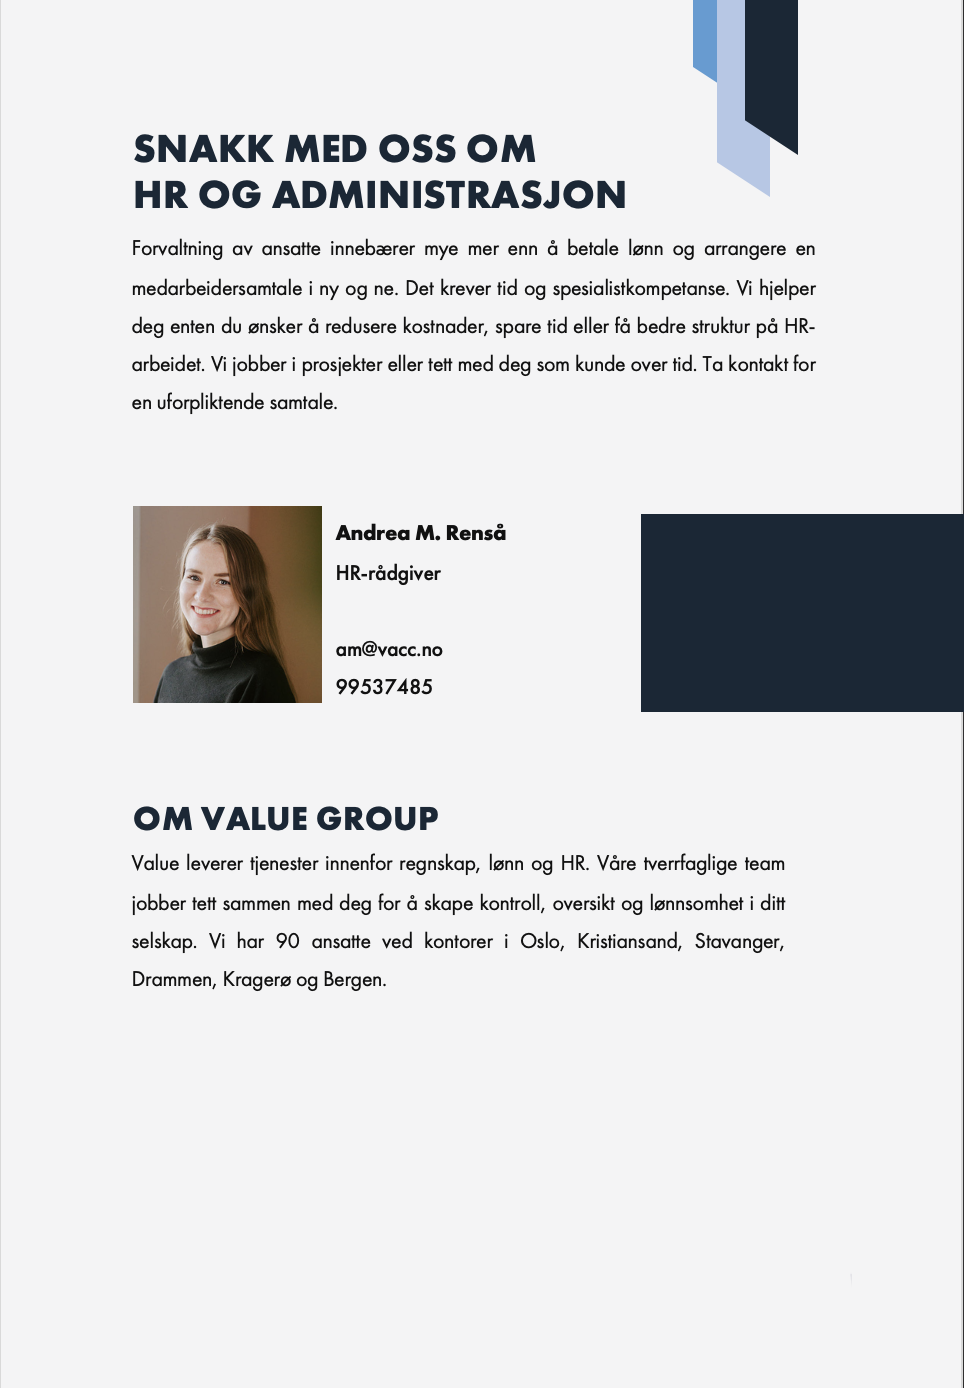 SNAKK MED OSS OM
HR OG ADMINISTRASJON
Forvaltning av ansatte innebærer mye mer enn å betale lønn og arrangere en
medarbeidersamtale i ny og ne. Det krever tid og spesialistkompetanse. Vi hjelper
deg enten du ønsker å redusere kostnader, spare tid eller få bedre struktur på HR-
arbeidet. Vi jobber i prosjekter eller tett med deg som kunde over tid. Ta kontakt for
en uforpliktende samtale.
Andrea M. Renså
HR-rådgiver
am@vacc.no
99537485
OM VALUE GROUP
Value leverer tjenester innenfor regnskap, lønn og HR. Våre tverrfaglige team
jobber tett sammen med deg for å skape kontroll, oversikt og lønnsomhet i ditt
selskap. Vi har 90 ansatte ved kontorer i Oslo, Kristiansand, Stavanger,
Drammen, Kragerø og Bergen.